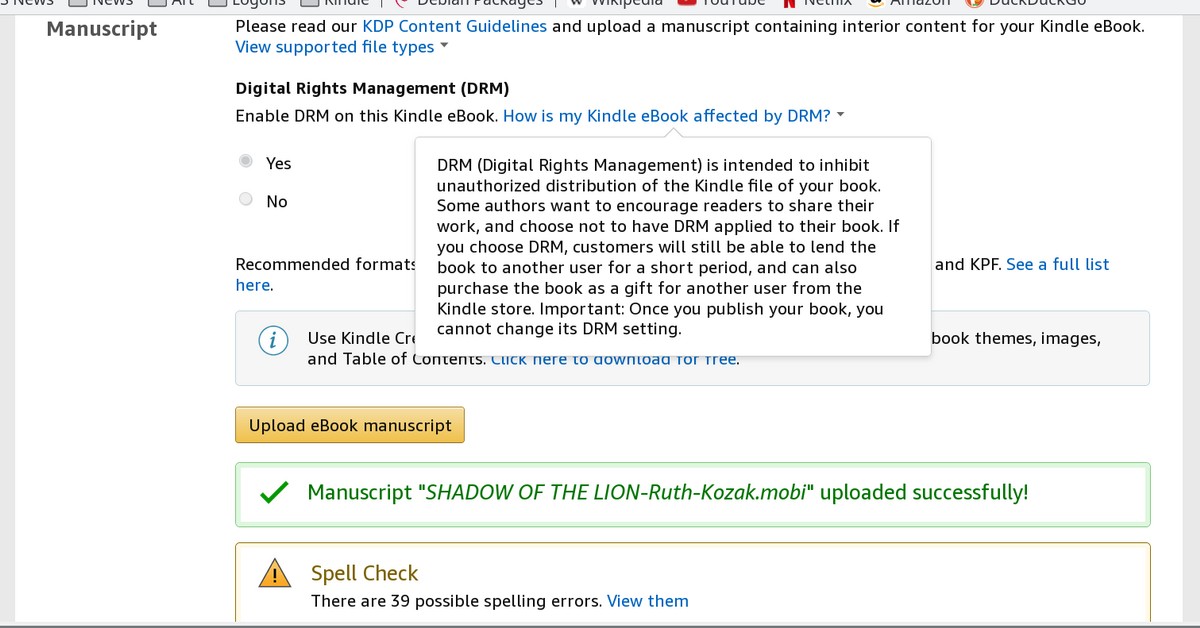 News
Art
Logons
Kindle
Debian Packages
Wikipedia
YouTube
Netflix
Amazon
DuckDuckGo
Manuscript
Please read our KDP Content Guidelines and upload a manuscript containing interior content for your Kindle eBook.
View supported file types
Digital Rights Management (DRM)
Enable DRM on this Kindle eBook. How is my Kindle eBook affected by DRM?
Yes
No
DRM (Digital Rights Management) is intended to inhibit
unauthorized distribution of the Kindle file of your book.
Some authors want to encourage readers to share their
work, and choose not to have DRM applied to their book. If
you choose DRM, customers will still be able to lend the
book to another user for a short period, and can also
purchase the book as a gift for another user from the
Kindle store. Important: Once you publish your book, you
cannot change its DRM setting.
Recommended formats and KPF. See a full list
here.
Use Kindle Cre book themes, images,
and Table of Contents. Click here to download for free.
Upload eBook manuscript
Manuscript "SHADOW OF THE LION-Ruth-Kozak.mobi" uploaded successfully!
Spell Check
There are 39 possible spelling errors. View them